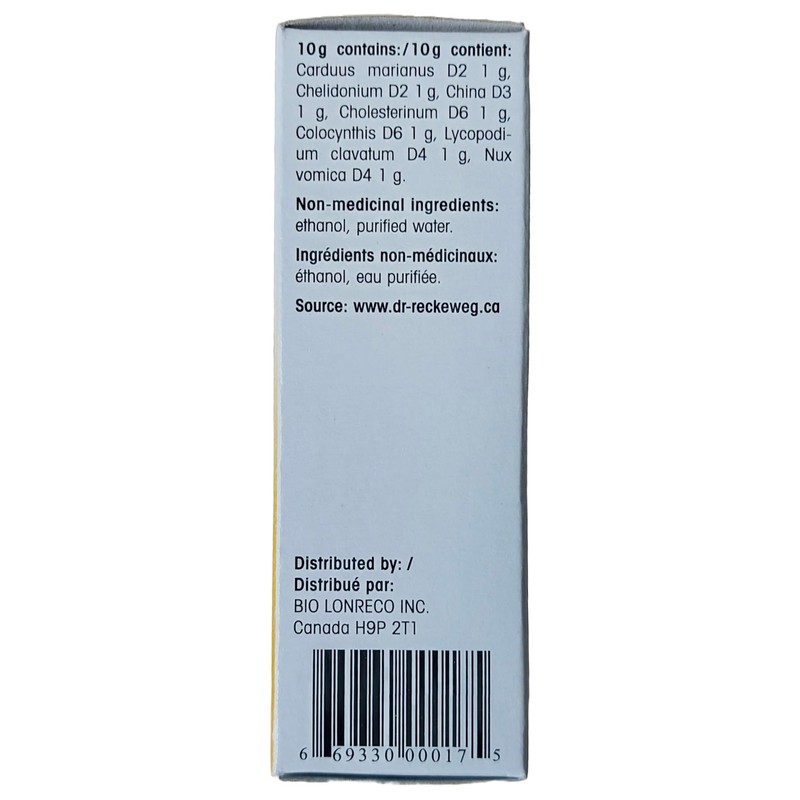 10g contains:/10g contient:
Carduus marianus D2 1 g,
Chelidonium D2 1 g, China D3
1 g, Cholesterinum D6 1 g,
Colocynthis D6 1 g, Lycopodi-
um clavatum D4 1 g, Nux
vomica D4 1 g.
Non-medicinal ingredients:
ethanol, purified water.
Ingrédients non-médicinaux:
éthanol, eau purifiée.
Source: www.dr-reckeweg.ca
Distributed by: /
Distribué par:
BIO LONRECO INC.
Canada H9P 2T1
6 69330 00017 5